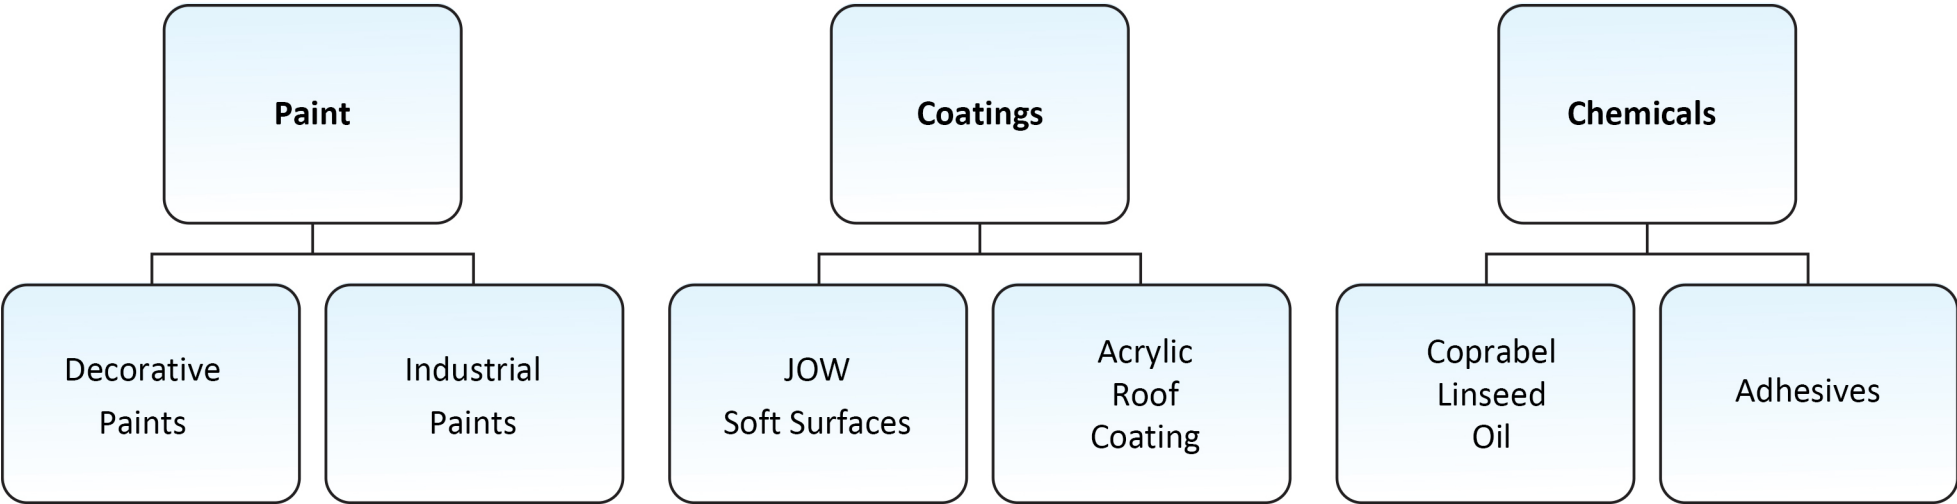 Paint
Coatings
Chemicals
Decorative
Paints
Industrial
Paints
JOW
Soft Surfaces
Acrylic
Roof
Coating
Coprabel
Linseed
Oil
Adhesives